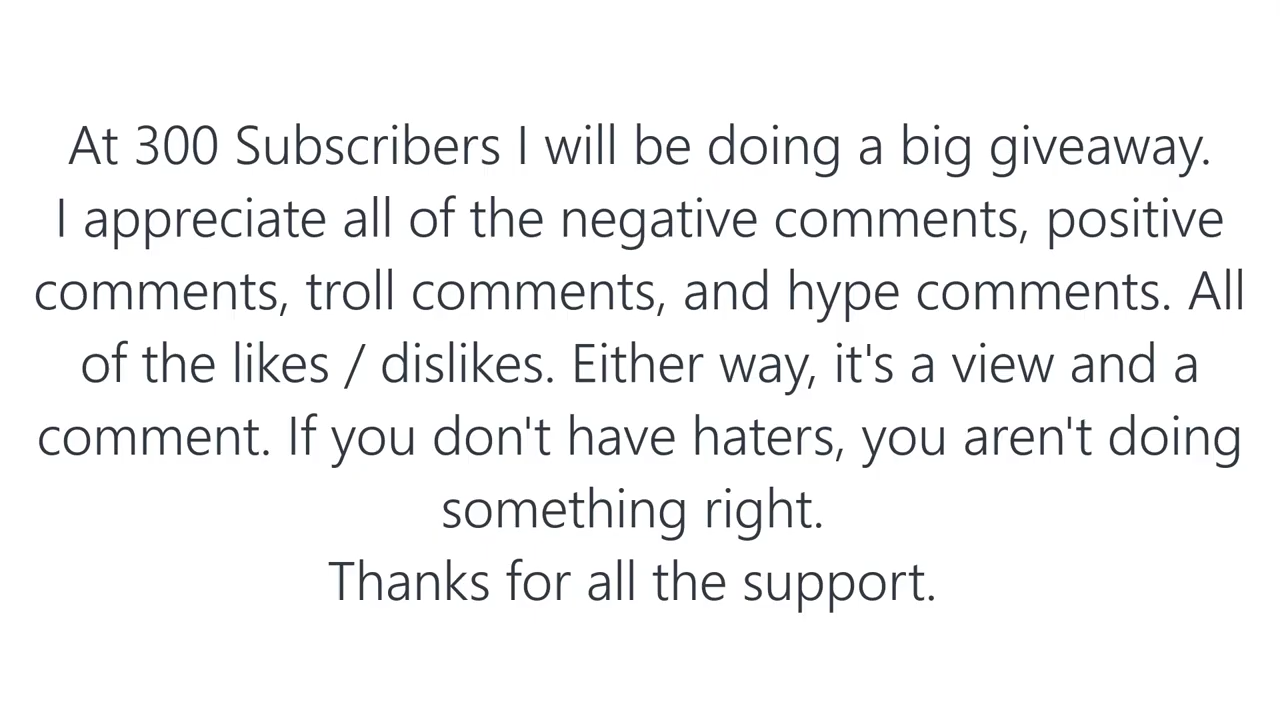 At 300 Subscribers I will be doing a big giveaway.
I appreciate all of the negative comments, positive
comments, troll comments, and hype comments. All
of the likes / dislikes. Either way, it's a view and a
comment. If you don't have haters, you aren't doing
something right.
Thanks for all the support.